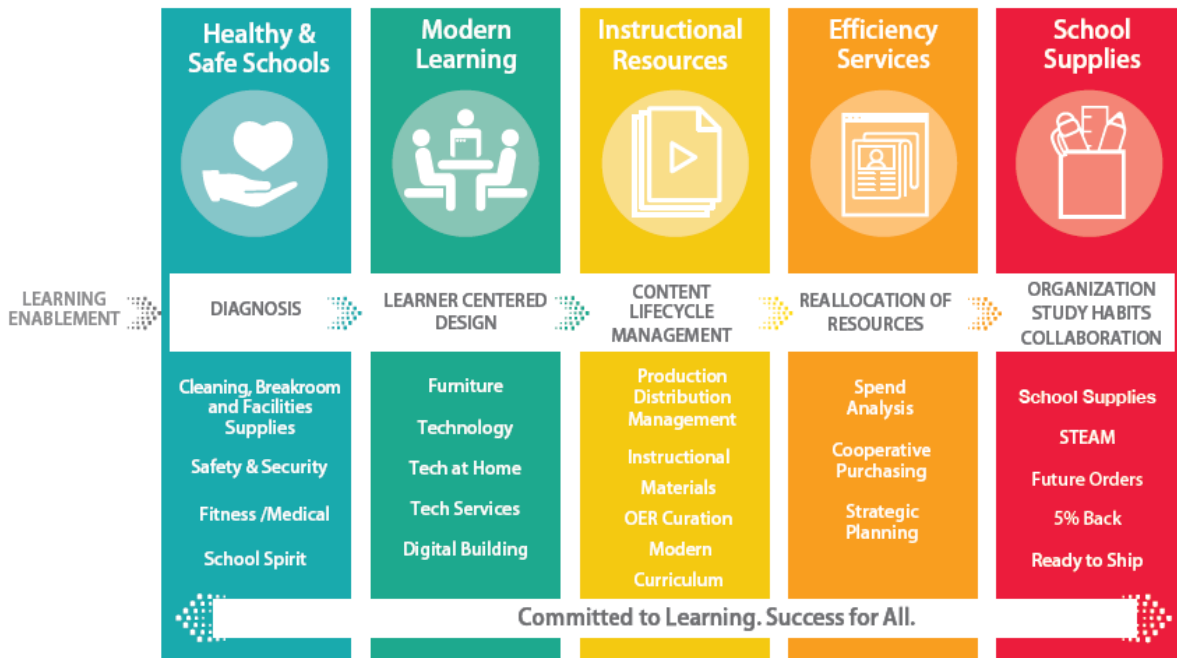 Healthy &
Safe Schools
Modern
Learning
Instructional
Resources
Efficiency
Services
School
Supplies
LEARNING
ENABLEMENT
DIAGNOSIS
LEARNER CENTERED
DESIGN
CONTENT
LIFECYCLE
MANAGEMENT
REALLOCATION OF
RESOURCES
ORGANIZATION
STUDY HABITS
COLLABORATION
Cleaning, Breakroom
and Facilities
Supplies
Safety & Security
Fitness /Medical
School Spirit
Furniture
Technology
Tech at Home
Tech Services
Digital Building
Production
Distribution
Management
Instructional
Materials
OER Curation
Modern
Curriculum
Spend
Analysis
Cooperative
Purchasing
Strategic
Planning
School Supplies
STEAM
Future Orders
5% Back
Ready to Ship
Committed to Learning. Success for All.